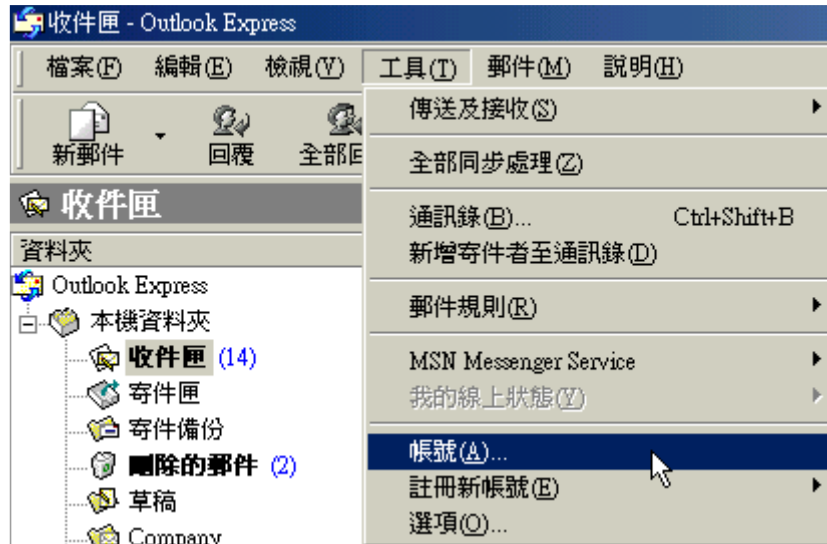 收件匣 - Outlook Express
檔案(F) 編輯(E) 檢視(V) 工具(T) 郵件(M) 說明(H)
新郵件 回覆 全部回
收件匣
資料夾
Outlook Express
本機資料夾
收件匣 (14)
寄件匣
寄件備份
刪除的郵件 (2)
草稿
Company
傳送及接收(S)
全部同步處理(Z)
通訊錄(B)... Ctrl+Shift+B
新增寄件者至通訊錄(D)
郵件規則(R)
MSN Messenger Service
我的線上狀態(Y)
帳號(A)...
註冊新帳號(E)
選項(O)...